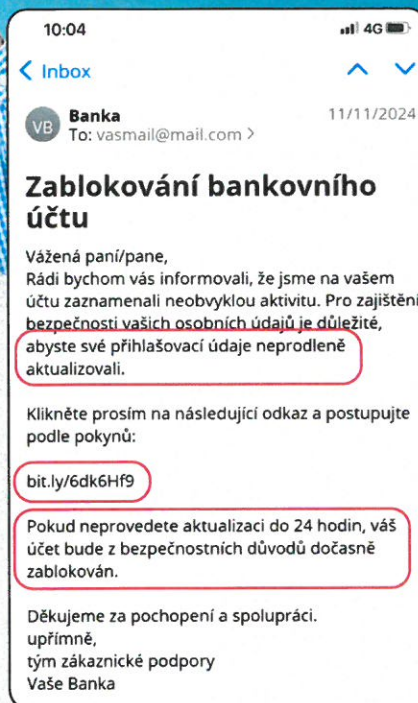 10:04
4G
Inbox
VB
Banka
11/11/2024
To: vasmail@mail.com >
Zablokování bankovního
účtu
Vážená paní/pane,
Rádi bychom vás informovali, že jsme na vašem
účtu zaznamenali neobvyklou aktivitu. Pro zajištění
bezpečnosti vašich osobních údajů je důležité,
abyste své přihlašovací údaje neprodleně
aktualizovali.
Klikněte prosím na následující odkaz a postupujte
podle pokynů:
bit.ly/6dk6Hf9
Pokud neprovedete aktualizaci do 24 hodin, váš
účet bude z bezpečnostních důvodů dočasně
zablokován.
Děkujeme za pochopení a spolupráci.
upřímně,
tým zákaznické podpory
Vaše Banka